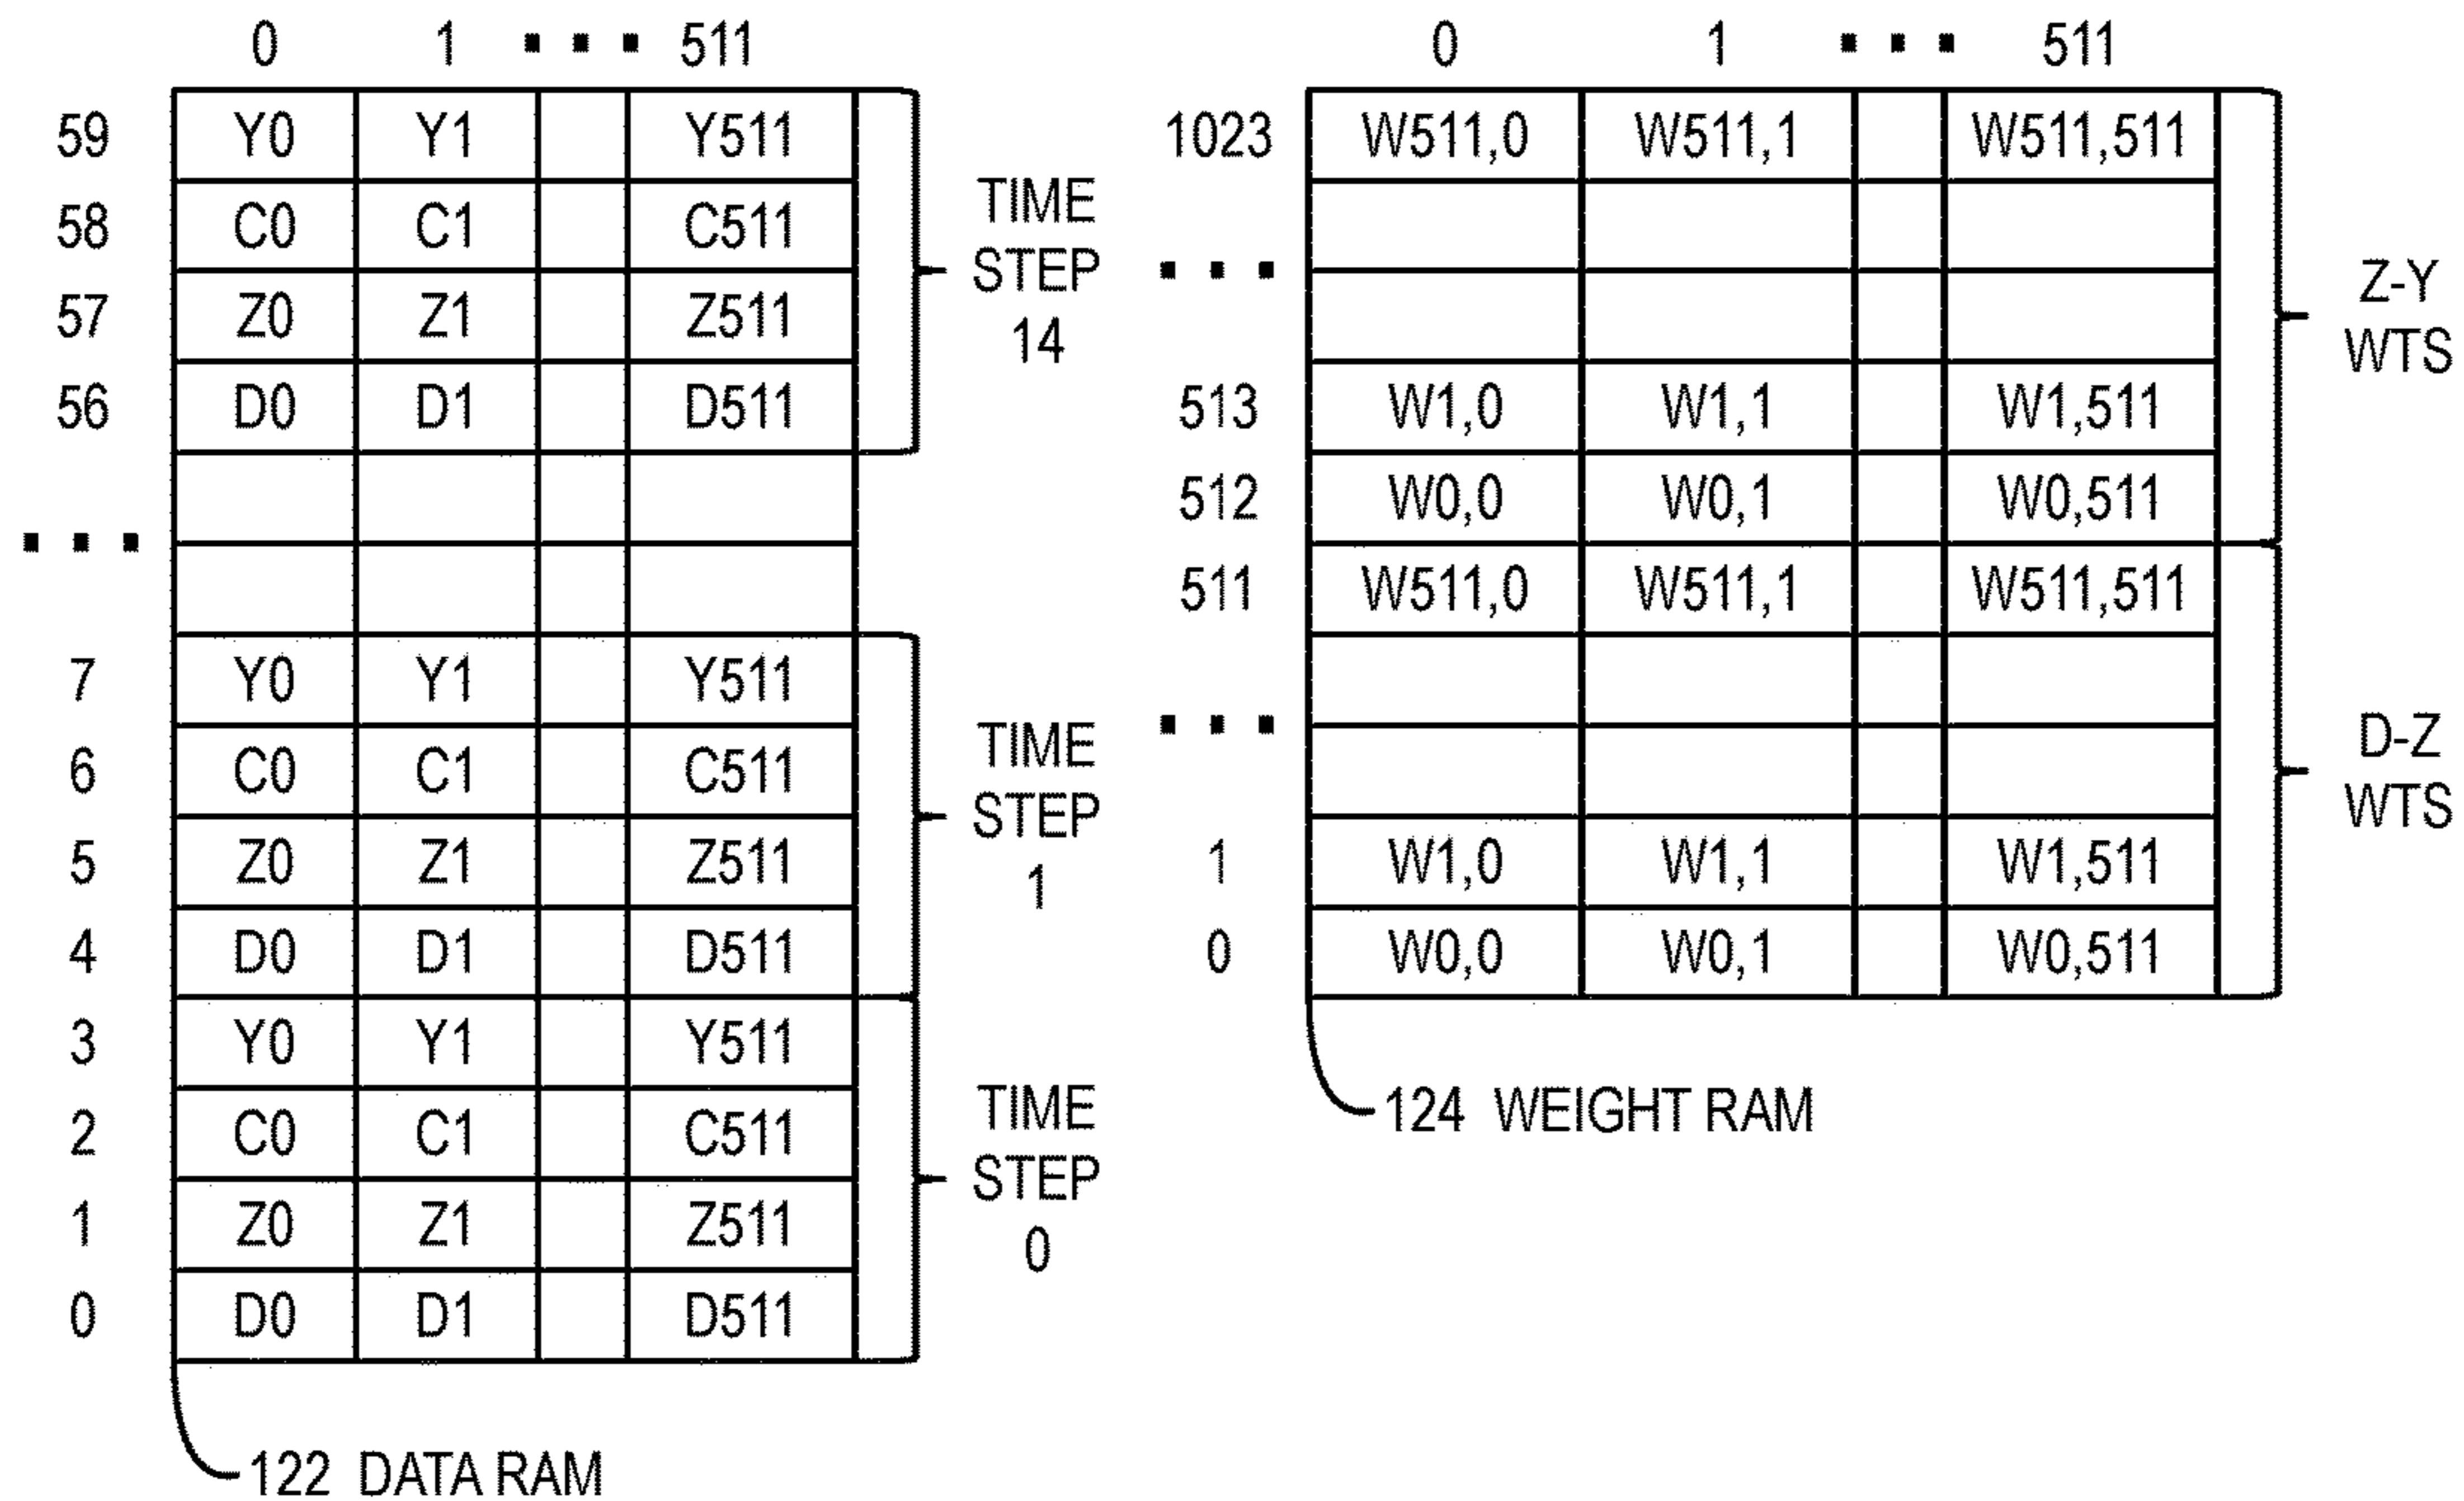 0 1 ... 511
59 Y0 Y1 Y511
58 C0 C1 C511
57 Z0 Z1 Z511
56 D0 D1 D511
TIME
STEP
14
...
7 Y0 Y1 Y511
6 C0 C1 C511
5 Z0 Z1 Z511
4 D0 D1 D511
TIME
STEP
1
3 Y0 Y1 Y511
2 C0 C1 C511
1 Z0 Z1 Z511
0 D0 D1 D511
TIME
STEP
0
122 DATA RAM
0 1 ... 511
1023 W511,0 W511,1 W511,511
...
513 W1,0 W1,1 W1,511
512 W0,0 W0,1 W0,511
Z-Y
WTS
511 W511,0 W511,1 W511,511
...
1 W1,0 W1,1 W1,511
0 W0,0 W0,1 W0,511
D-Z
WTS
124 WEIGHT RAM